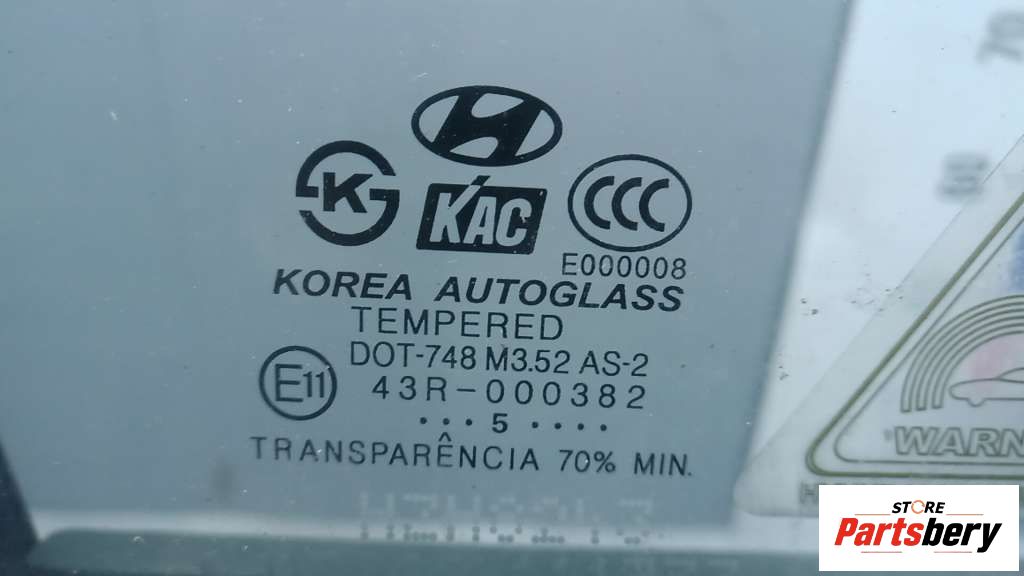 K
KAC
CCC
E000008
KOREA AUTOGLASS
TEMPERED
DOT-748 M3.52 AS-2
E11
43R-000382
••• 5 ••••
TRANSPARÊNCIA 70% MIN.
70
WARN
STORE
Partsbery